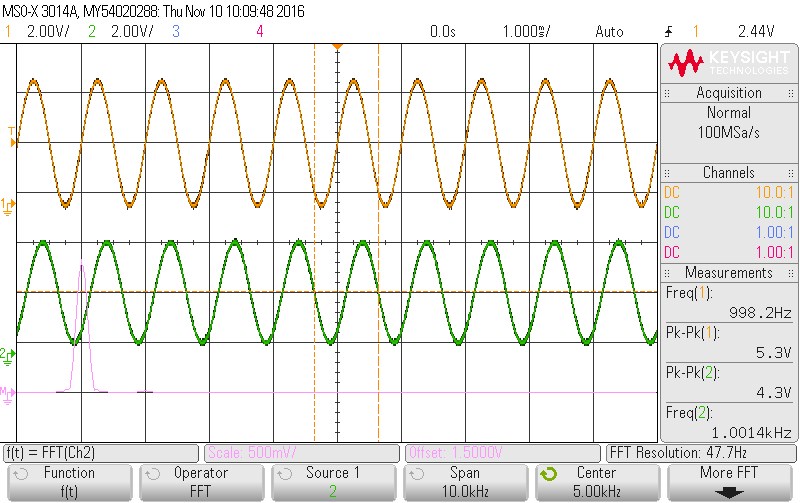 MSO-X 3014A, MY54020288: Thu Nov 10 10:09:48 2016
1 2.00V/ 2 2.00V/ 3 4 0.0s 1.000ms/ Auto 1 2.44V
KEYSIGHT
TECHNOLOGIES
Acquisition
Normal
100MSa/s
Channels
DC 10.0:1
DC 10.0:1
DC 1.00:1
DC 1.00:1
Measurements
Freq(1):
998.2Hz
Pk-Pk(1):
5.3V
Pk-Pk(2):
4.3V
Freq(2):
1.0014kHz
T
1
2
M
f(t) = FFT(Ch2) Scale: 500mV/ Offset: 1.5000V FFT Resolution: 47.7Hz
Function Operator Source 1 Span Center More FFT
f(t) FFT 2 10.0kHz 5.00kHz